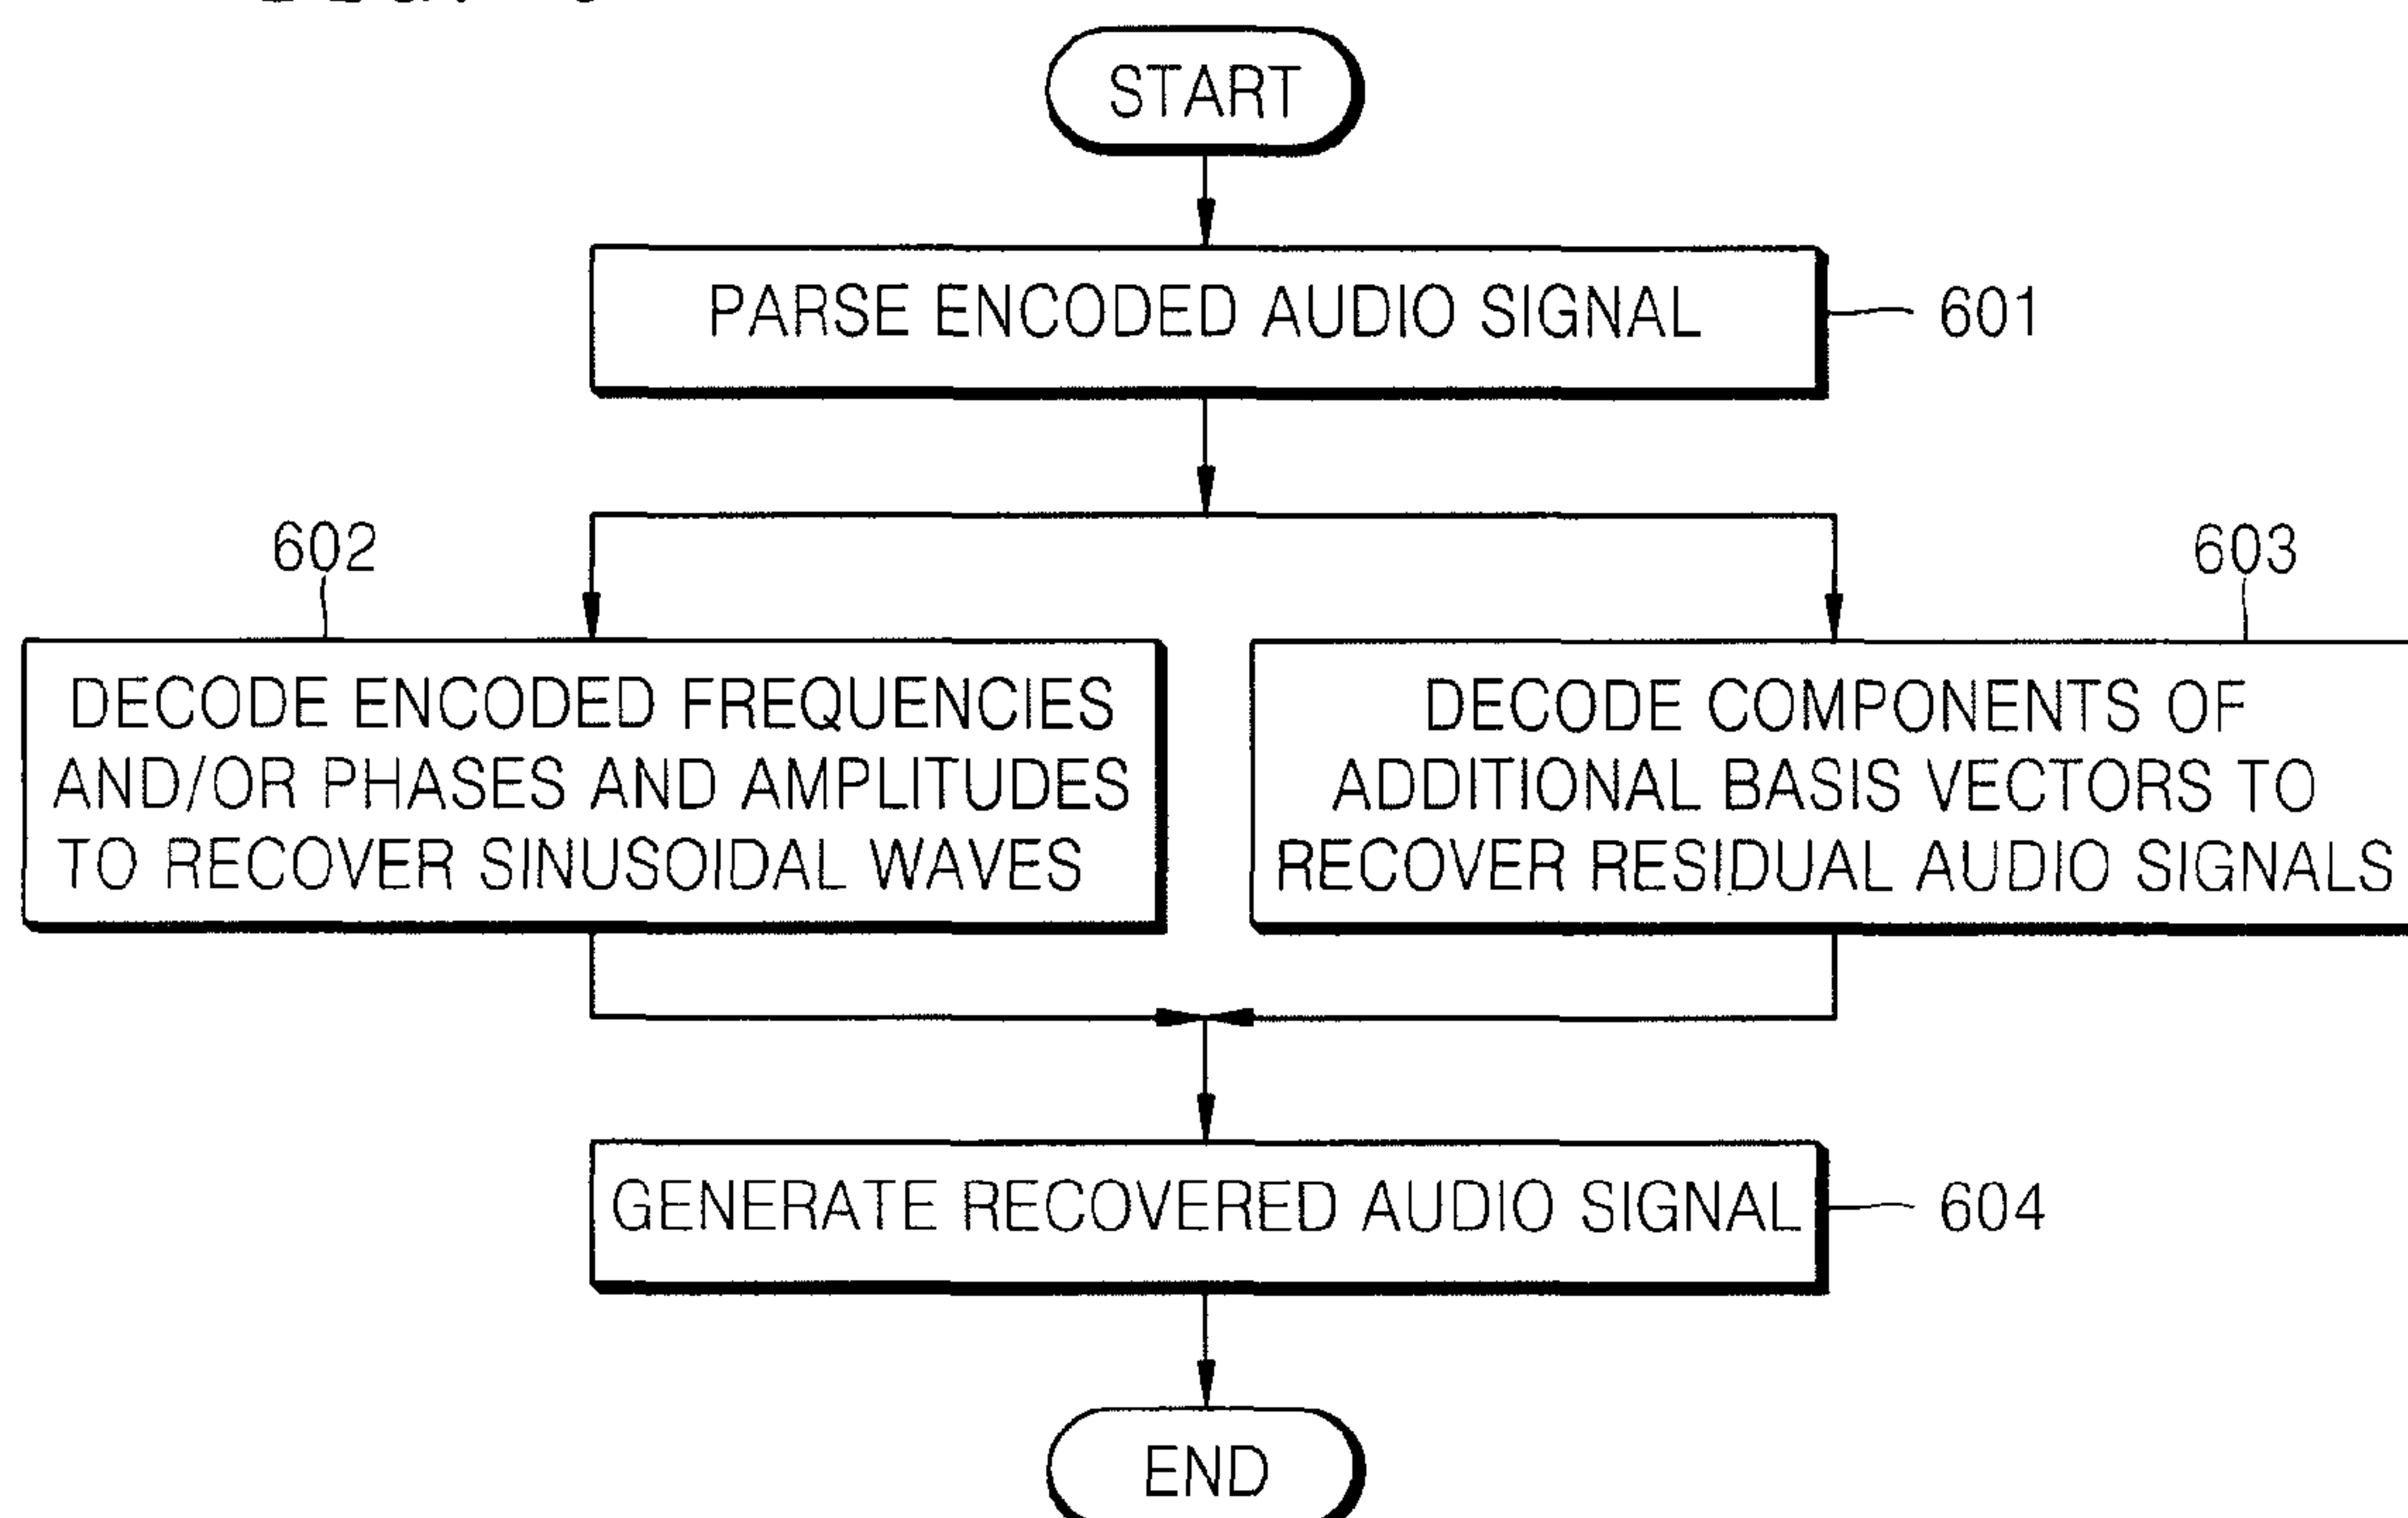 START
PARSE ENCODED AUDIO SIGNAL
601
602
603
DECODE ENCODED FREQUENCIES
AND/OR PHASES AND AMPLITUDES
TO RECOVER SINUSOIDAL WAVES
DECODE COMPONENTS OF
ADDITIONAL BASIS VECTORS TO
RECOVER RESIDUAL AUDIO SIGNALS
GENERATE RECOVERED AUDIO SIGNAL
604
END